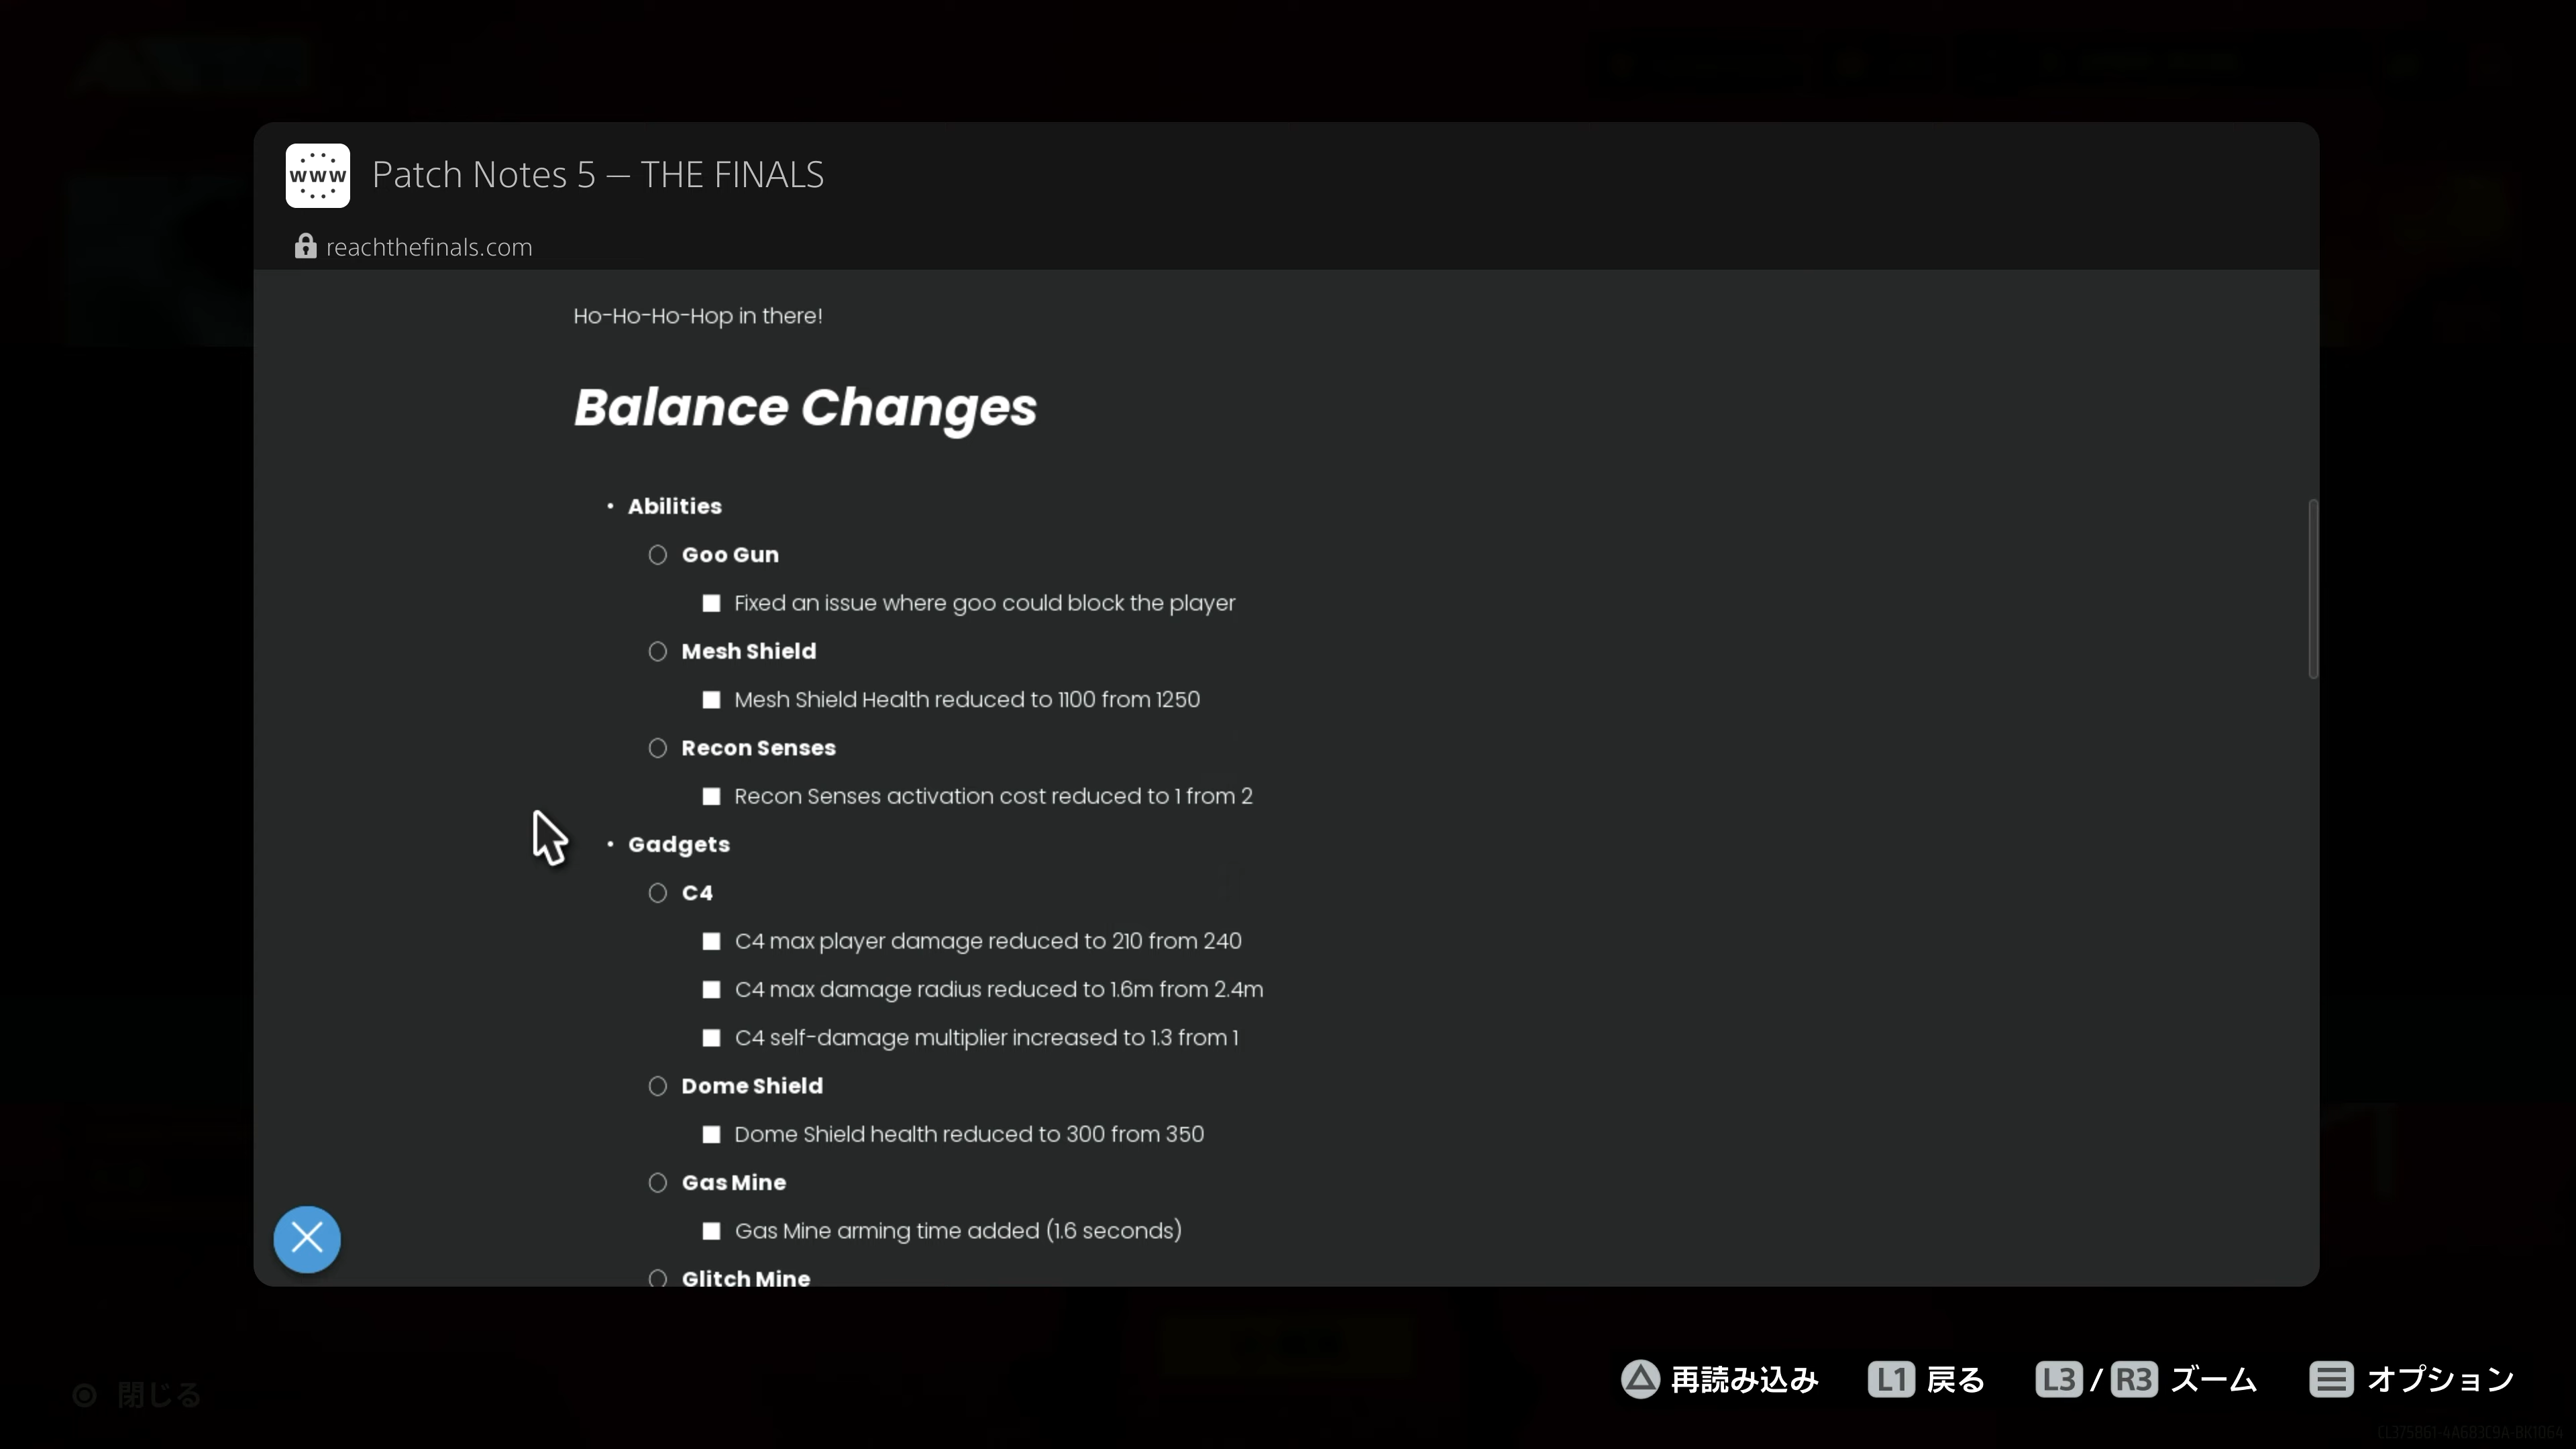 www
Patch Notes 5 – THE FINALS
reachthefinals.com
Ho-Ho-Ho-Hop in there!
Balance Changes
Abilities
Goo Gun
Fixed an issue where goo could block the player
Mesh Shield
Mesh Shield Health reduced to 1100 from 1250
Recon Senses
Recon Senses activation cost reduced to 1 from 2
Gadgets
C4
C4 max player damage reduced to 210 from 240
C4 max damage radius reduced to 1.6m from 2.4m
C4 self-damage multiplier increased to 1.3 from 1
Dome Shield
Dome Shield health reduced to 300 from 350
Gas Mine
Gas Mine arming time added (1.6 seconds)
Glitch Mine
閉じる
再読み込み L1 戻る L3 / R3 ズーム オプション